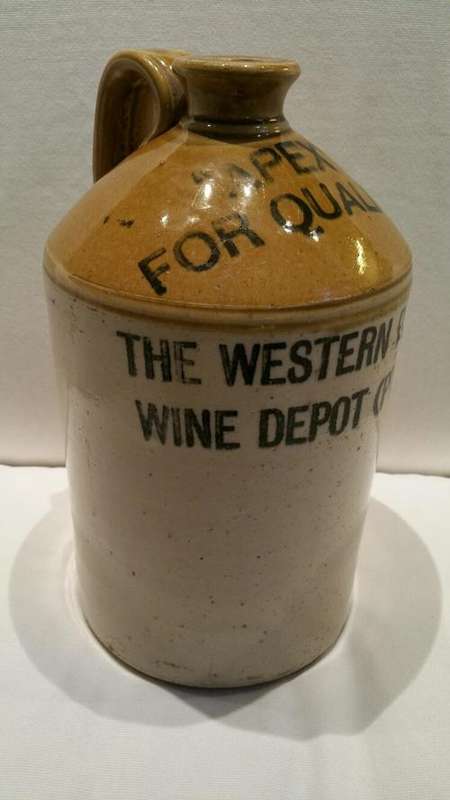 "APEX
FOR QUAL
THE WESTERN
WINE DEPOT (P